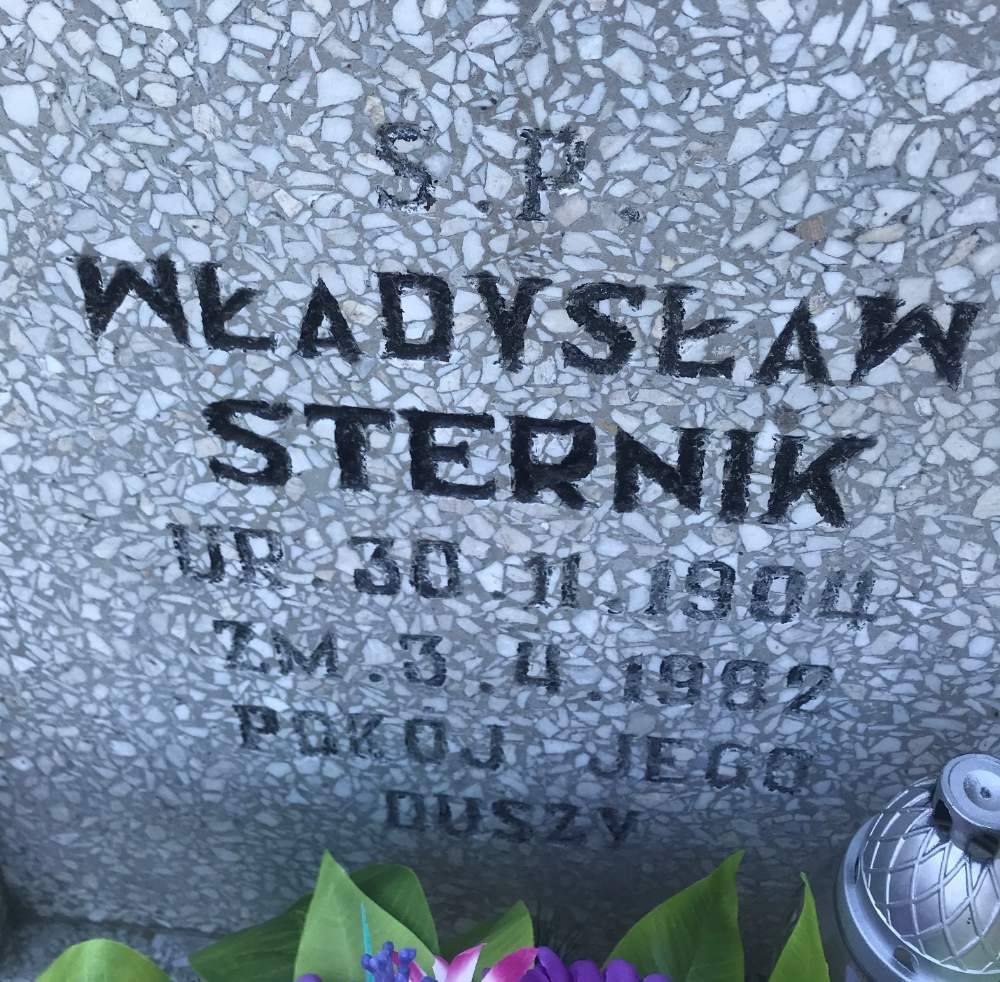 S.P.
WŁADYSŁAW
STERNIK
UR 30.11.1904
ZM.3.4.1982
POKÓJ JEGO
DUSZY